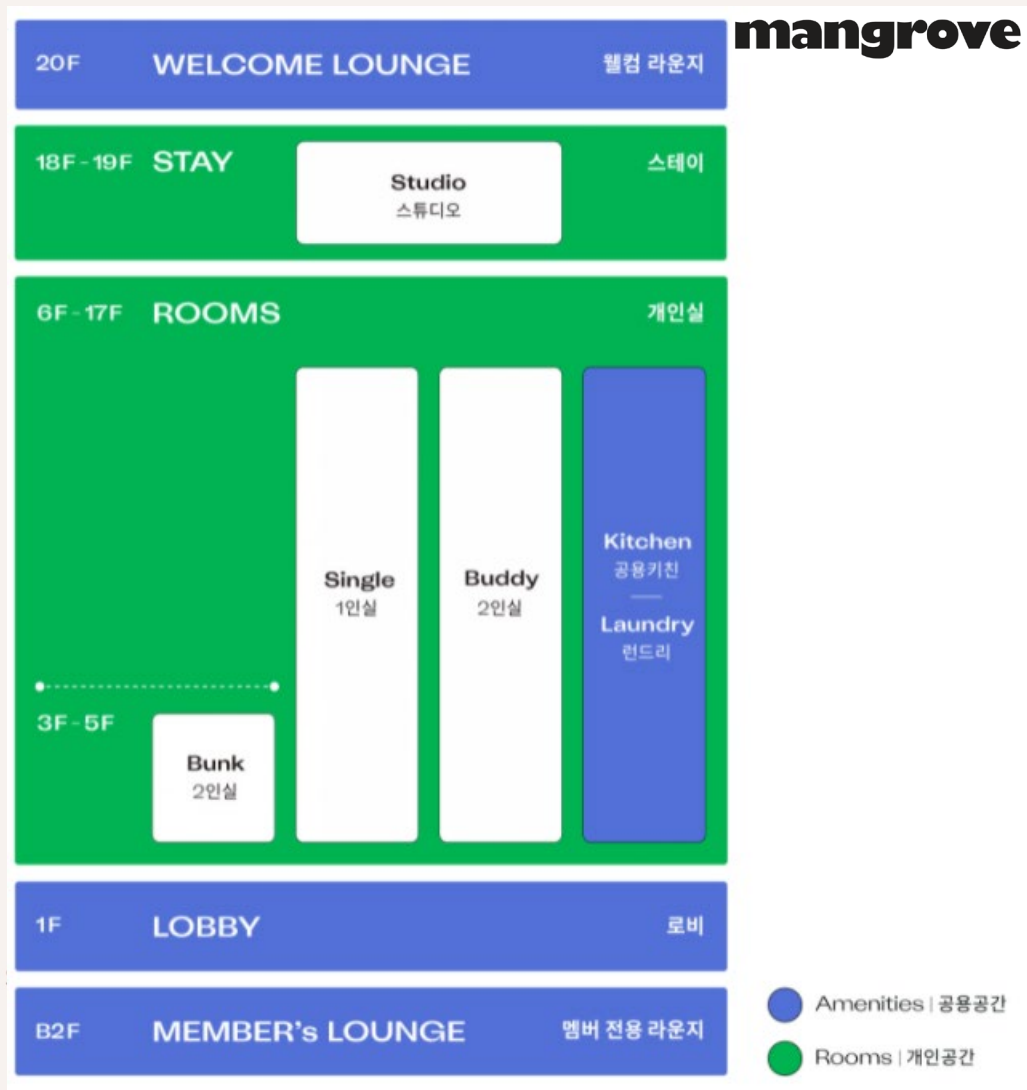 mangrove
20F WELCOME LOUNGE 웰컴 라운지
18F-19F STAY 스테이
Studio
스튜디오
6F-17F ROOMS 개인실
Single
1인실
Buddy
2인실
Kitchen
공용키친
Laundry
런드리
3F-5F
Bunk
2인실
1F LOBBY 로비
B2F MEMBER's LOUNGE 멤버 전용 라운지
Amenities | 공용공간
Rooms | 개인공간